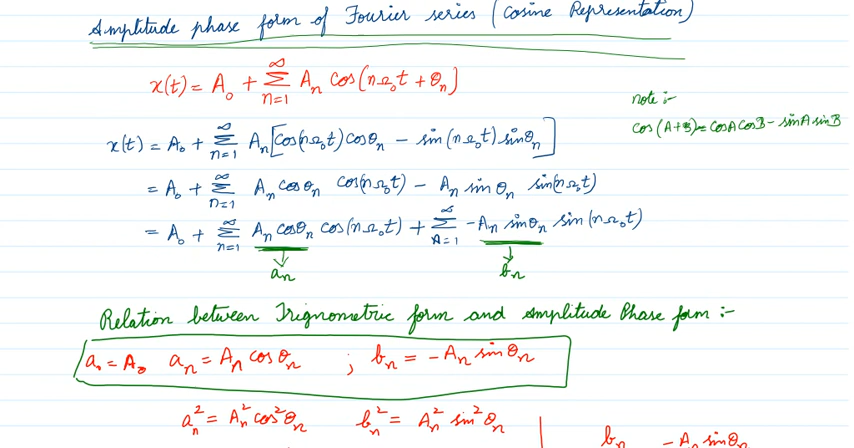 Amplitude phase form of Fourier series (Cosine Representation)
x(t) = A₀ + Σ_{n=1}^{∞} Aₙ cos(nΩ₀t + θₙ)
note :-
cos(A+B) = cosA cosB - sinA sinB
x(t) = A₀ + Σ_{n=1}^{∞} Aₙ[cos(nΩ₀t) cosθₙ - sin(nΩ₀t) sinθₙ]
= A₀ + Σ_{n=1}^{∞} Aₙ cosθₙ cos(nΩ₀t) - Aₙ sinθₙ sin(nΩ₀t)
= A₀ + Σ_{n=1}^{∞} Aₙ cosθₙ cos(nΩ₀t) + Σ_{n=1}^{∞} -Aₙ sinθₙ sin(nΩ₀t)
↓ ↓
aₙ bₙ
Relation between Trignometric form and Amplitude Phase form :-
a₀ = A₀ aₙ = Aₙ cosθₙ ; bₙ = -Aₙ sinθₙ
aₙ² = Aₙ² cos²θₙ bₙ² = Aₙ² sin²θₙ
bₙ -Aₙ sinθₙ